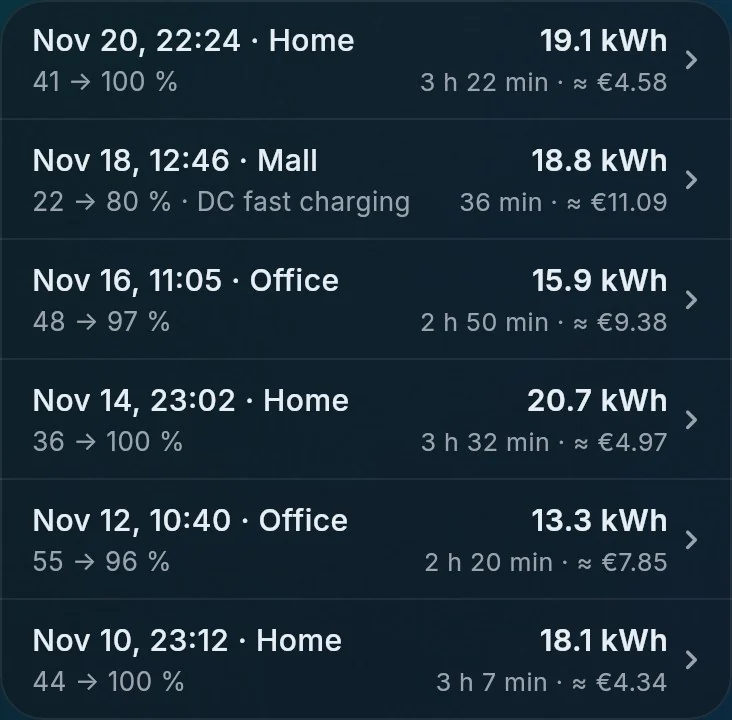 Nov 20, 22:24 · Home 19.1 kWh
41 → 100 % 3 h 22 min · ≈ €4.58
Nov 18, 12:46 · Mall 18.8 kWh
22 → 80 % · DC fast charging 36 min · ≈ €11.09
Nov 16, 11:05 · Office 15.9 kWh
48 → 97 % 2 h 50 min · ≈ €9.38
Nov 14, 23:02 · Home 20.7 kWh
36 → 100 % 3 h 32 min · ≈ €4.97
Nov 12, 10:40 · Office 13.3 kWh
55 → 96 % 2 h 20 min · ≈ €7.85
Nov 10, 23:12 · Home 18.1 kWh
44 → 100 % 3 h 7 min · ≈ €4.34